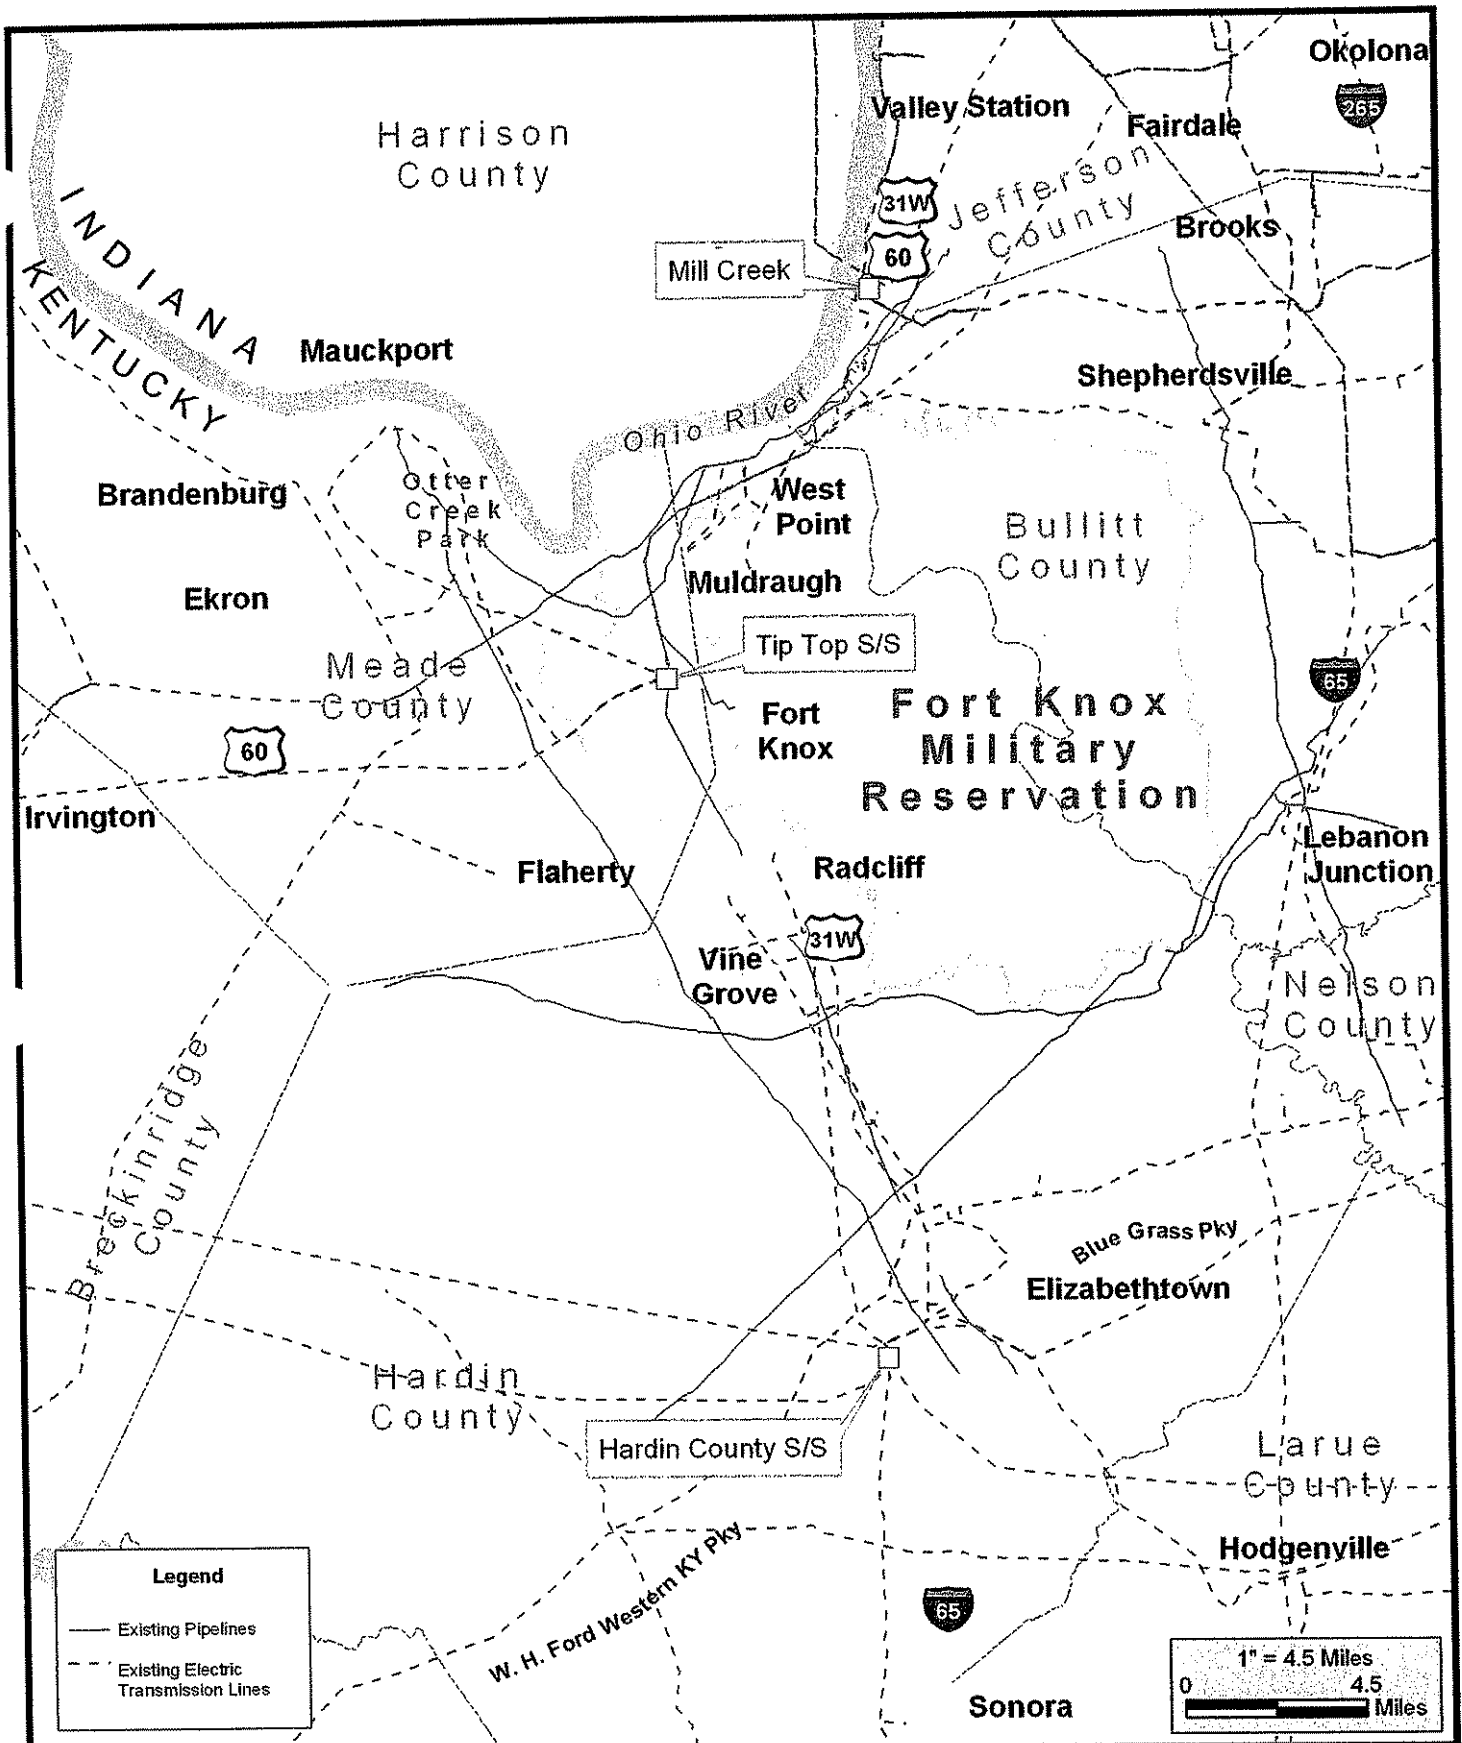 Okolona
265
Valley Station
Fairdale
Harrison
County
31W
60
Jefferson
County
Brooks
Mill Creek
INDIANA
KENTUCKY
Mauckport
Shepherdsville
Ohio River
Otter
Creek
Park
Brandenburg
West
Point
Bullitt
County
Ekron
Muldraugh
Tip Top S/S
Meade
County
65
Fort
Knox
Fort Knox
Military
Reservation
60
Irvington
Lebanon
Junction
Flaherty
Radcliff
31W
Vine
Grove
Nelson
County
Breckinridge
County
Blue Grass Pky
Elizabethtown
Hardin
County
Hardin County S/S
Larue
County
Hodgenville
W. H. Ford Western KY Pky
65
Sonora
Legend
Existing Pipelines
Existing Electric
Transmission Lines
1" = 4.5 Miles
0 4.5
Miles